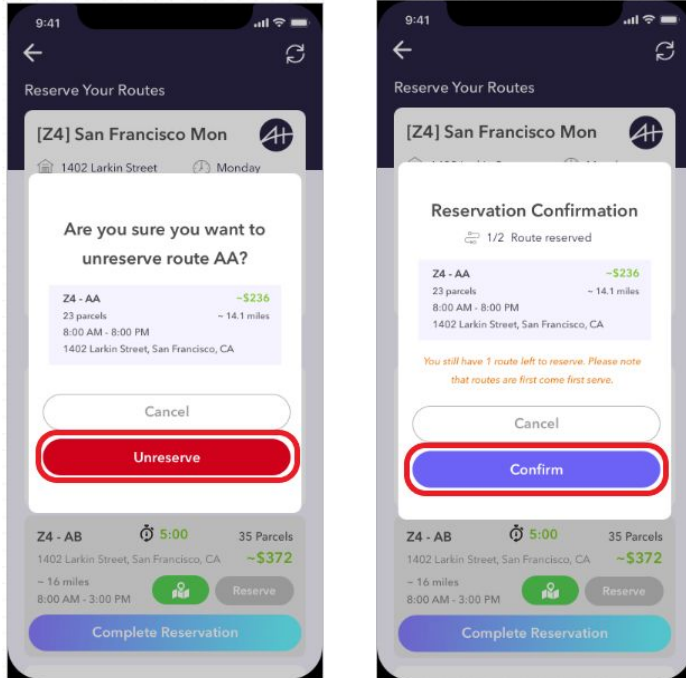 9:41
Reserve Your Routes
[Z4] San Francisco Mon
1402 Larkin Street Monday
Are you sure you want to
unreserve route AA?
Z4 - AA ~$236
23 parcels ~ 14.1 miles
8:00 AM - 8:00 PM
1402 Larkin Street, San Francisco, CA
Cancel
Unreserve
Z4 - AB 5:00 35 Parcels
1402 Larkin Street, San Francisco, CA ~$372
~ 16 miles
8:00 AM - 3:00 PM Reserve
Complete Reservation
9:41
Reserve Your Routes
[Z4] San Francisco Mon
Reservation Confirmation
1/2 Route reserved
Z4 - AA ~$236
23 parcels ~ 14.1 miles
8:00 AM - 8:00 PM
1402 Larkin Street, San Francisco, CA
You still have 1 route left to reserve. Please note
that routes are first come first serve.
Cancel
Confirm
Z4 - AB 5:00 35 Parcels
1402 Larkin Street, San Francisco, CA ~$372
~ 16 miles
8:00 AM - 3:00 PM Reserve
Complete Reservation